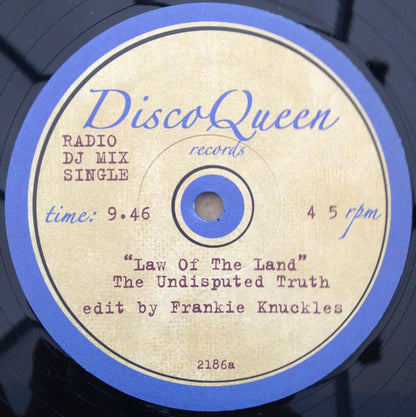 DiscoQueen
records
RADIO
DJ MIX
SINGLE
time: 9.46
4 5 rpm
"Law Of The Land"
The Undisputed Truth
edit by Frankie Knuckles
2186a